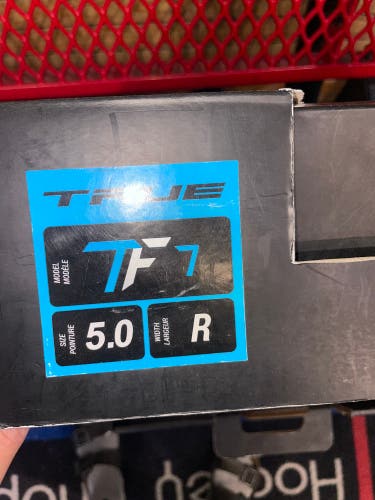 TRUE
MODEL
MODÈLE
TF7
SIZE
POINTURE
5.0
WIDTH
LARGEUR
R